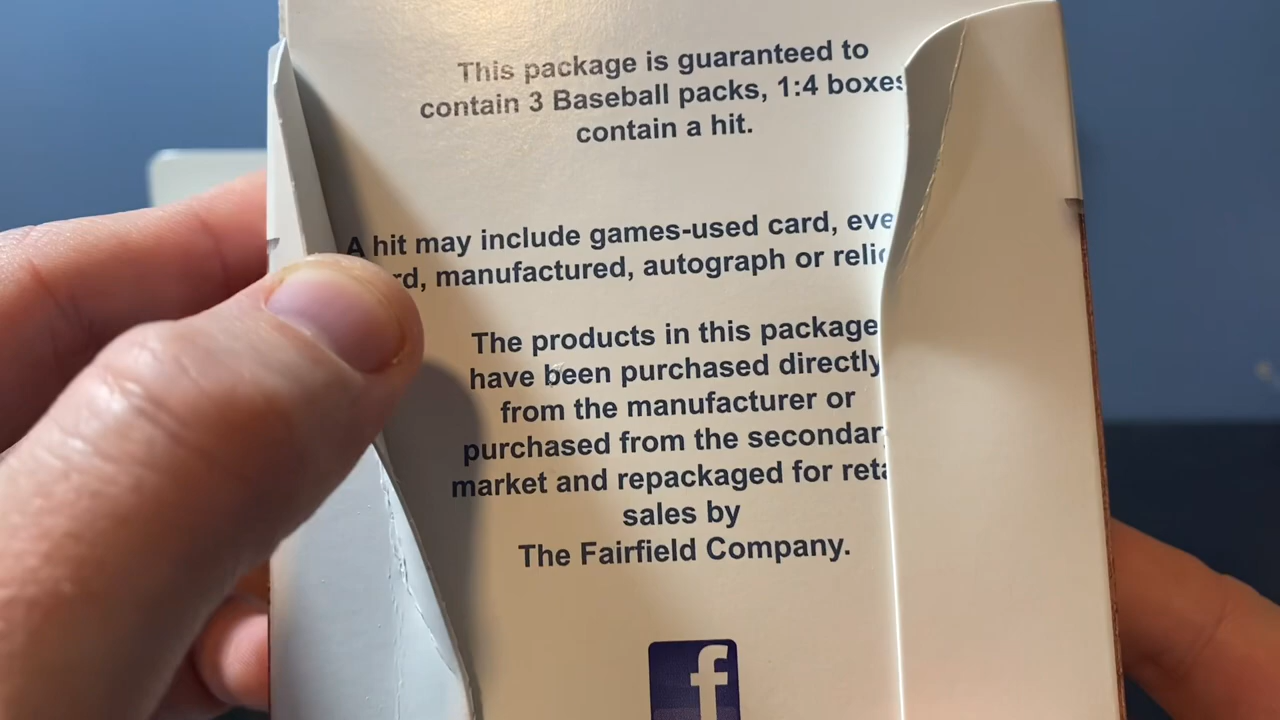 This package is guaranteed to
contain 3 Baseball packs, 1:4 boxes
contain a hit.
A hit may include games-used card,
manufactured, autograph or
The products in this package
have been purchased directly
from the manufacturer or
purchased from the
market and repackaged for
sales by
The Fairfield Company.
f